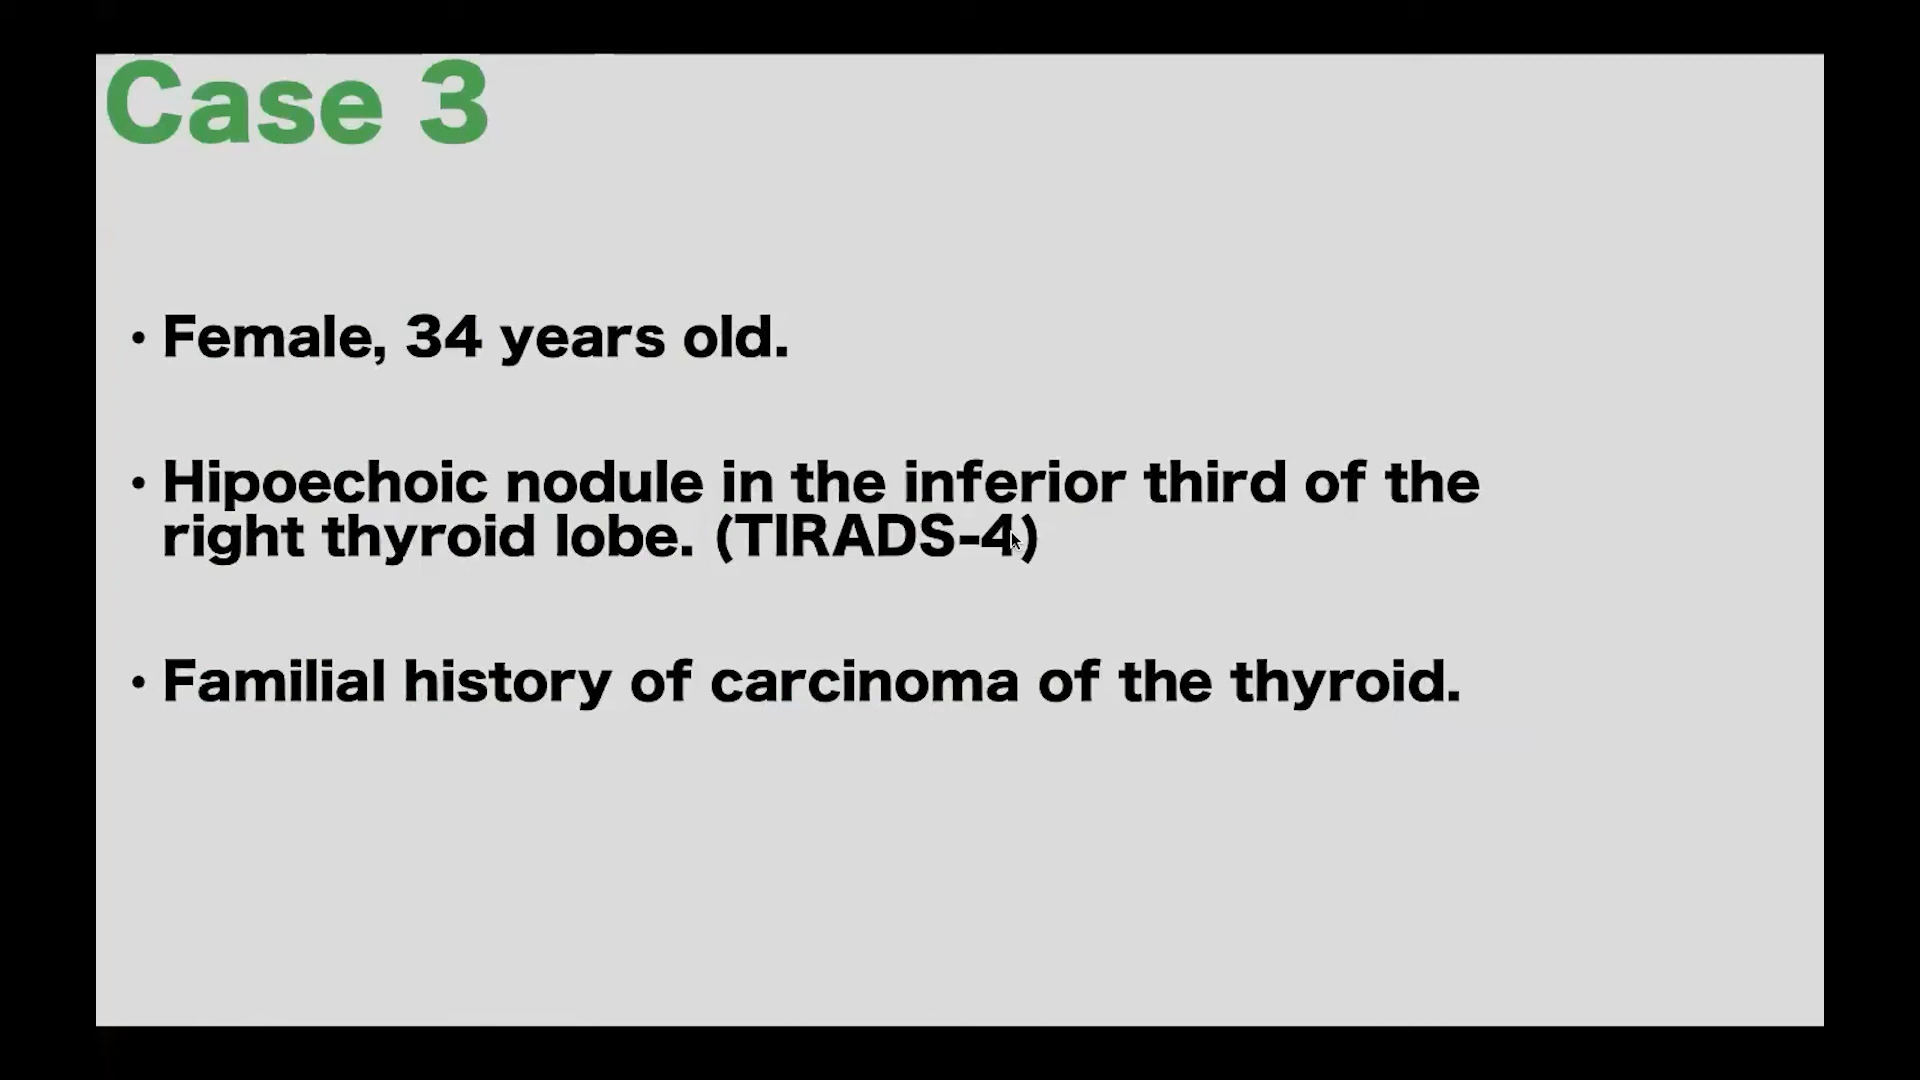 Case 3
• Female, 34 years old.
• Hipoechoic nodule in the inferior third of the
right thyroid lobe. (TIRADS-4)
• Familial history of carcinoma of the thyroid.